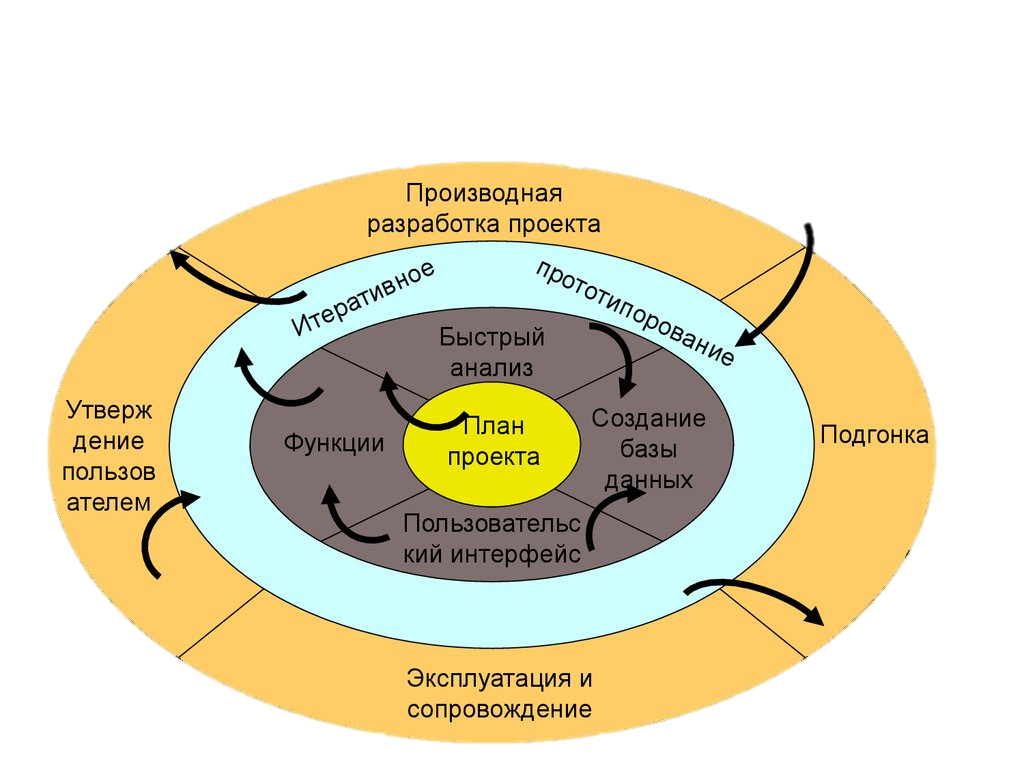 Производная
разработка проекта
Итеративное
прототипорование
Быстрый
анализ
Утверж
дение
пользов
ателем
Функции
План
проекта
Создание
базы
данных
Подгонка
Пользовательс
кий интерфейс
Эксплуатация и
сопровождение